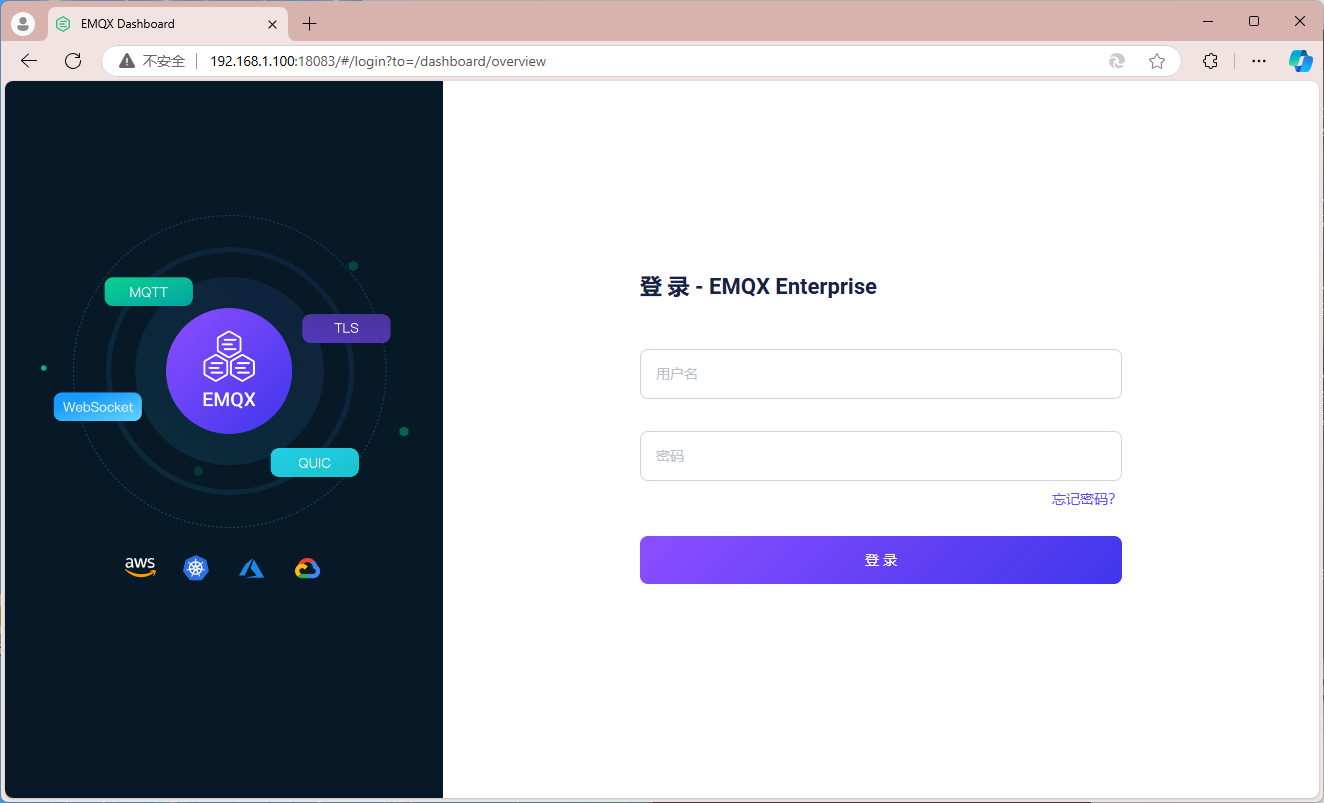 EMQX Dashboard
不安全
192.168.1.100:18083/#/login?to=/dashboard/overview
MQTT
TLS
EMQX
WebSocket
QUIC
aws
登 录 - EMQX Enterprise
用户名
密码
忘记密码?
登 录